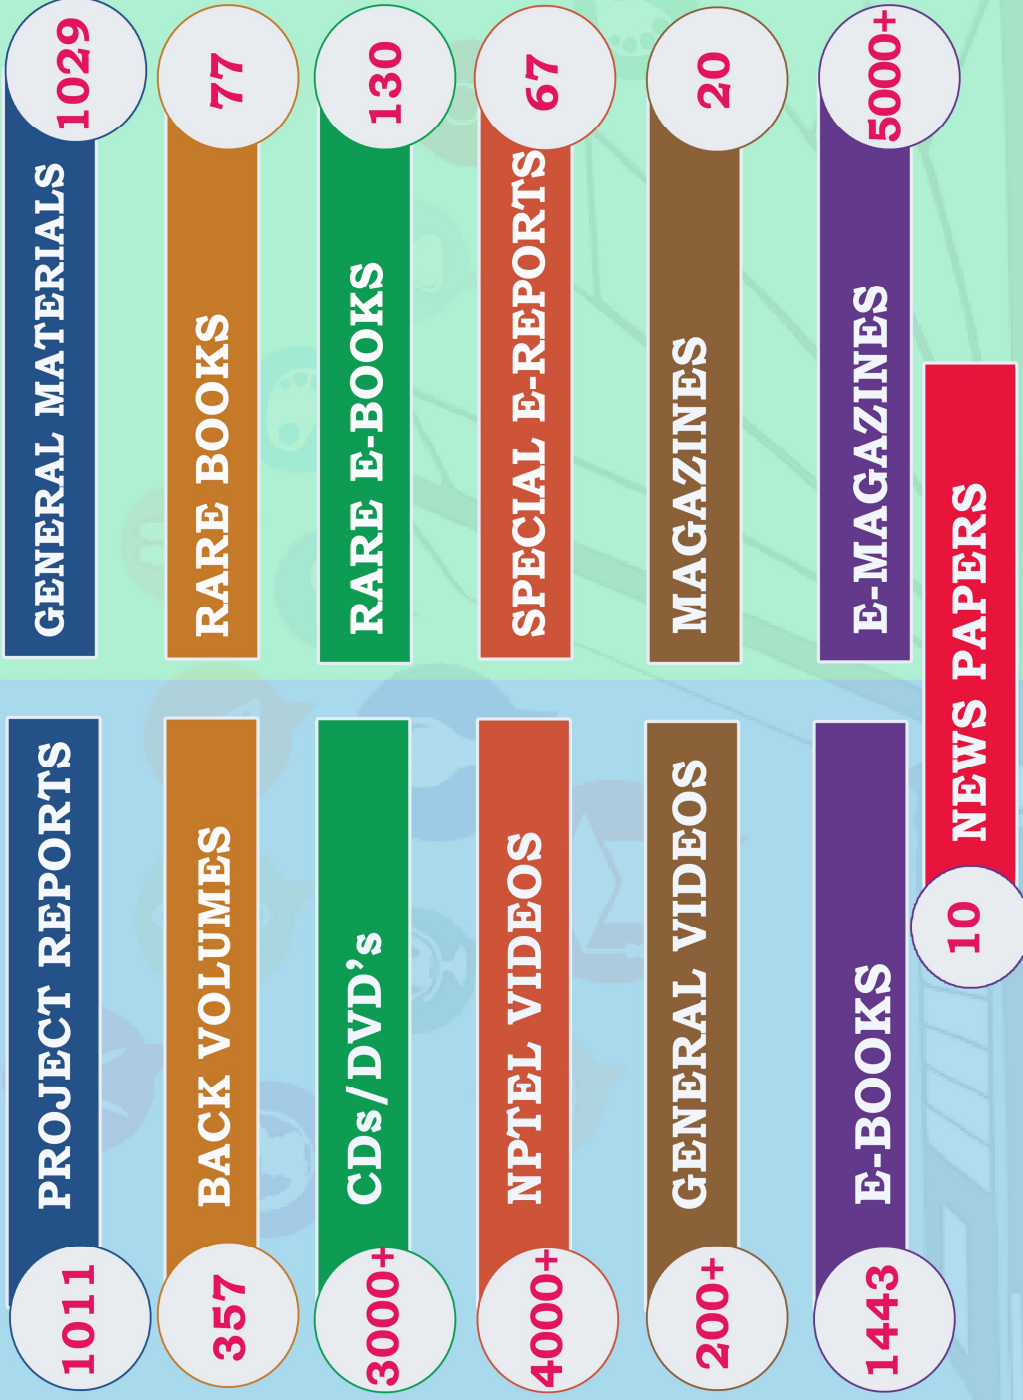 1011 PROJECT REPORTS
GENERAL MATERIALS 1029
357 BACK VOLUMES
RARE BOOKS 77
3000+ CDs/DVD's
RARE E-BOOKS 130
4000+ NPTEL VIDEOS
SPECIAL E-REPORTS 67
200+ GENERAL VIDEOS
MAGAZINES 20
1443 E-BOOKS
E-MAGAZINES 5000+
10 NEWS PAPERS